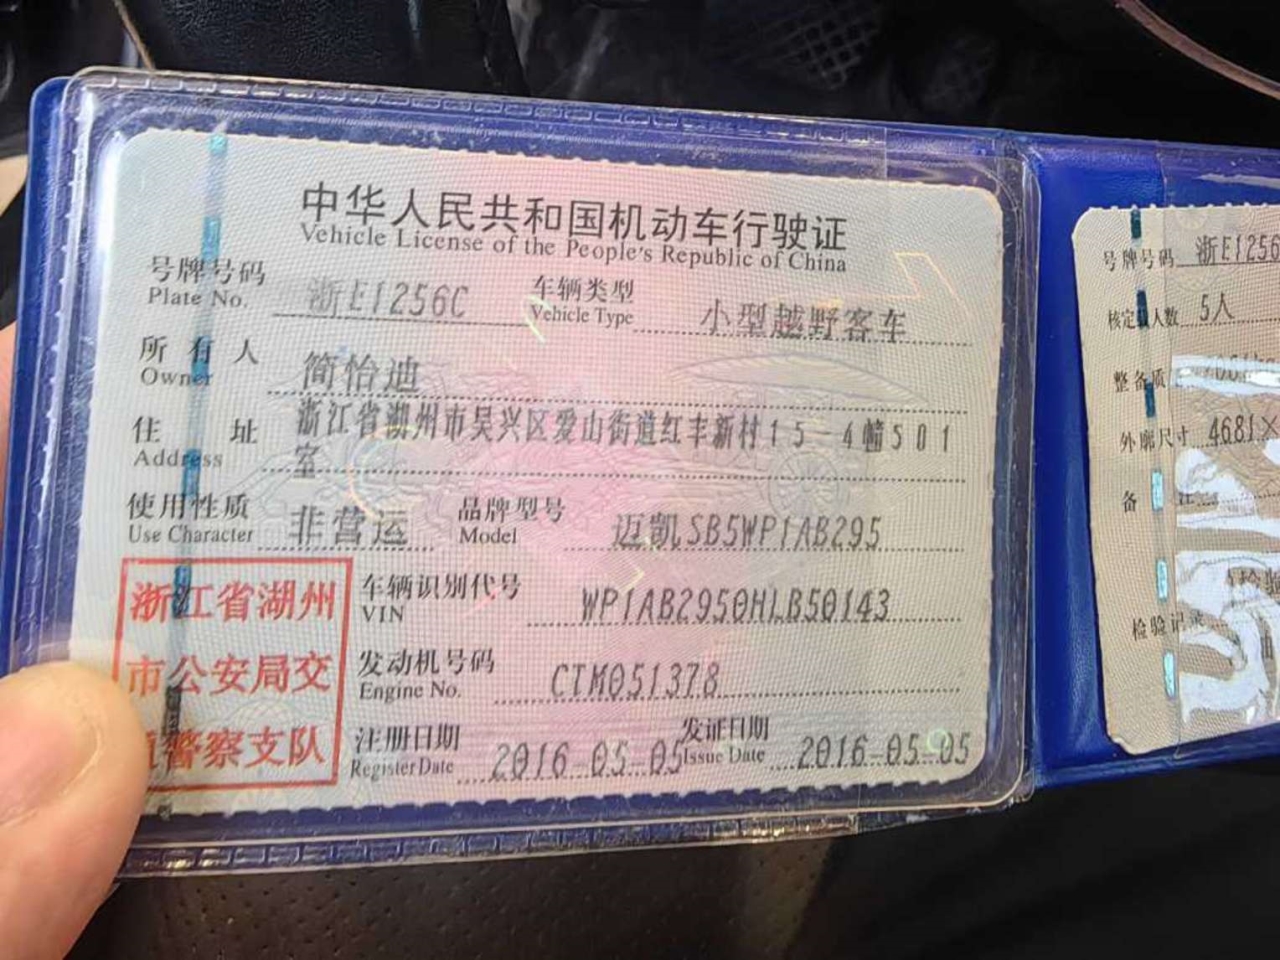 中华人民共和国机动车行驶证
Vehicle License of the People's Republic of China
号牌号码 浙E1256C 车辆类型 小型越野客车
Plate No. Vehicle Type
所有人 简怡迪
Owner
住址 浙江省湖州市吴兴区爱山街道红丰新村15-4幢501
Address 室
使用性质 非营运 品牌型号 迈凯SB5WP1AB295
Use Character Model
车辆识别代号 WP1AB2950HLB50143
VIN
发动机号码 CTM051378
Engine No.
注册日期 2016-05-05 发证日期 2016-05-05
Register Date Issue Date
浙江省湖州
市公安局交
警察支队
号牌号码 浙E1256
核定 人数 5人
整备质
外廓尺寸 4681×
备
检验记录